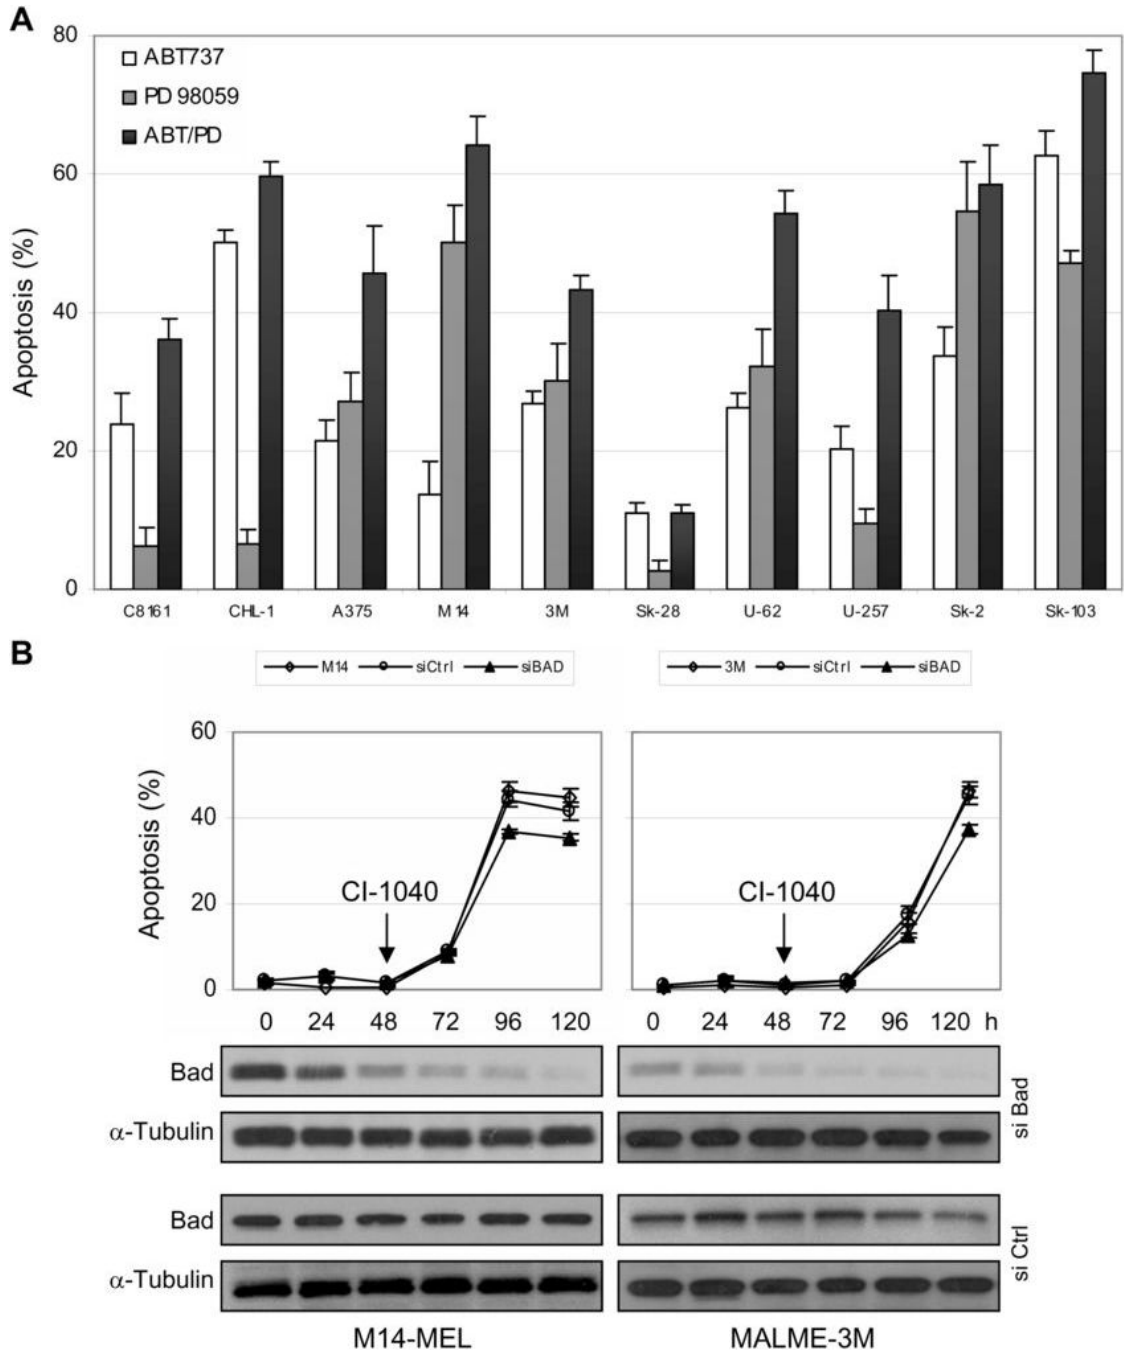 A
80
60
40
20
0
Apoptosis (%)
ABT737
PD 98059
ABT/PD
C8161 CHL-1 A375 M14 3M Sk-28 U-62 U-257 Sk-2 Sk-103
B
M14 siCtrl siBAD
3M siCtrl siBAD
60
40
20
0
Apoptosis (%)
CI-1040
CI-1040
0 24 48 72 96 120
0 24 48 72 96 120 h
Bad
α-Tubulin
si Bad
Bad
α-Tubulin
si Ctrl
M14-MEL
MALME-3M